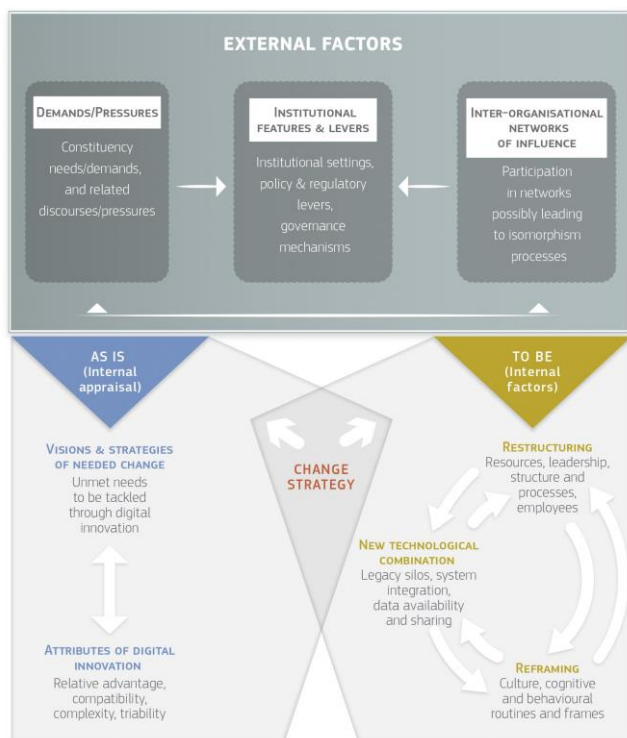 EXTERNAL FACTORS
DEMANDS/PRESSURES
Constituency
needs/demands,
and related
discourses/pressures
INSTITUTIONAL
FEATURES & LEVERS
Institutional settings,
policy & regulatory
levers,
governance
mechanisms
INTER-ORGANISATIONAL
NETWORKS
OF INFLUENCE
Participation
in networks
possibly leading
to isomorphism
processes
AS IS
(Internal
appraisal)
VISIONS & STRATEGIES
OF NEEDED CHANGE
Unmet needs
to be tackled
through digital
innovation
ATTRIBUTES OF DIGITAL
INNOVATION
Relative advantage,
compatibility,
complexity, triability
CHANGE
STRATEGY
TO BE
(Internal
factors)
RESTRUCTURING
Resources, leadership,
structure and
processes,
employees
NEW TECHNOLOGICAL
COMBINATION
Legacy silos, system
integration,
data availability
and sharing
REFRAMING
Culture, cognitive
and behavioural
routines and frames